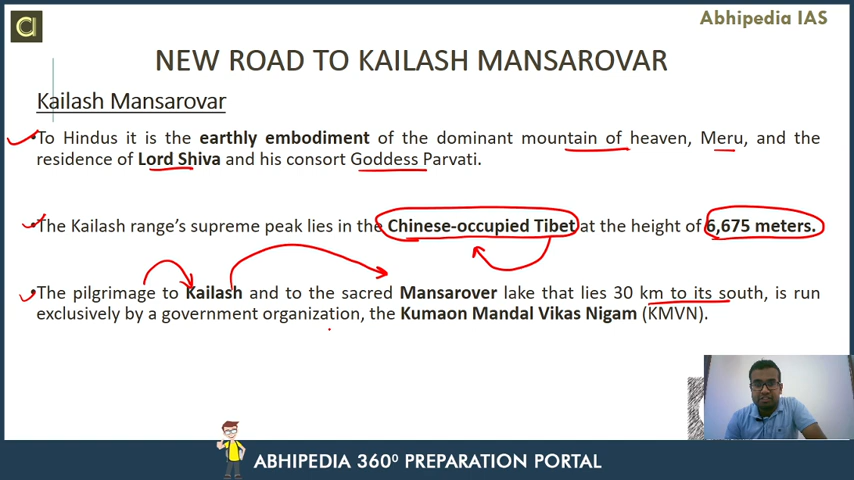 Abhipedia IAS
NEW ROAD TO KAILASH MANSAROVAR
Kailash Mansarovar
•To Hindus it is the earthly embodiment of the dominant mountain of heaven, Meru, and the
residence of Lord Shiva and his consort Goddess Parvati.
•The Kailash range's supreme peak lies in the Chinese-occupied Tibet at the height of 6,675 meters.
•The pilgrimage to Kailash and to the sacred Mansarover lake that lies 30 km to its south, is run
exclusively by a government organization, the Kumaon Mandal Vikas Nigam (KMVN).
ABHIPEDIA 360⁰ PREPARATION PORTAL